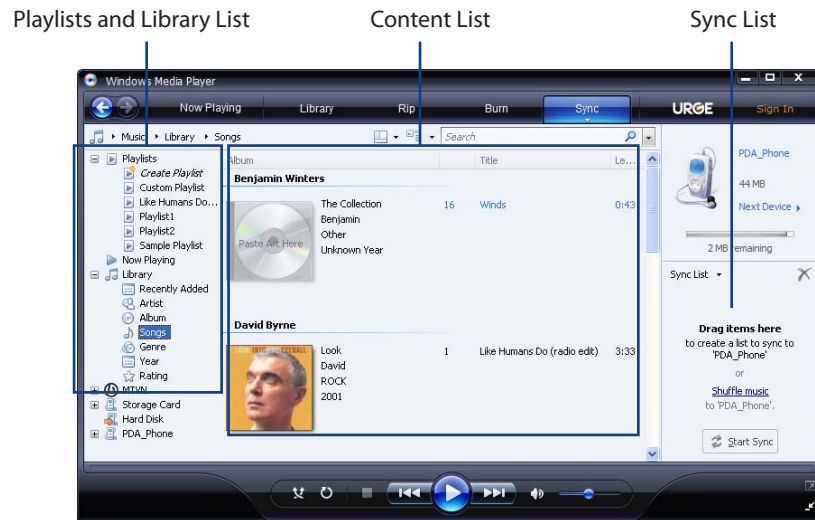 Playlists and Library List Content List Sync List
Windows Media Player
Now Playing Library Rip Burn Sync URGE Sign In
Music Library Songs Search
Playlists
Create Playlist
Custom Playlist
Like Humans Do...
Playlist1
Playlist2
Sample Playlist
Now Playing
Library
Recently Added
Artist
Album
Songs
Genre
Year
Rating
MTVN
Storage Card
Hard Disk
PDA_Phone
Album Title Le...
Benjamin Winters
Paste Art Here
The Collection 16 Winds 0:43
Benjamin
Other
Unknown Year
David Byrne
LOOK INTO THE EYEBALL
Look 1 Like Humans Do (radio edit) 3:33
David
ROCK
2001
PDA_Phone
44 MB
Next Device
2 MB remaining
Sync List
Drag items here
to create a list to sync to
'PDA_Phone'
or
Shuffle music
to 'PDA_Phone'.
Start Sync